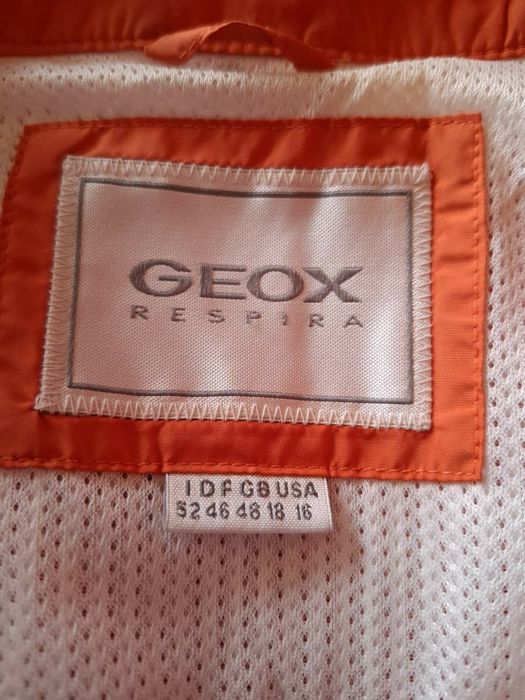 GEOX
RESPIRA
I D F GB USA
52 46 48 18 16